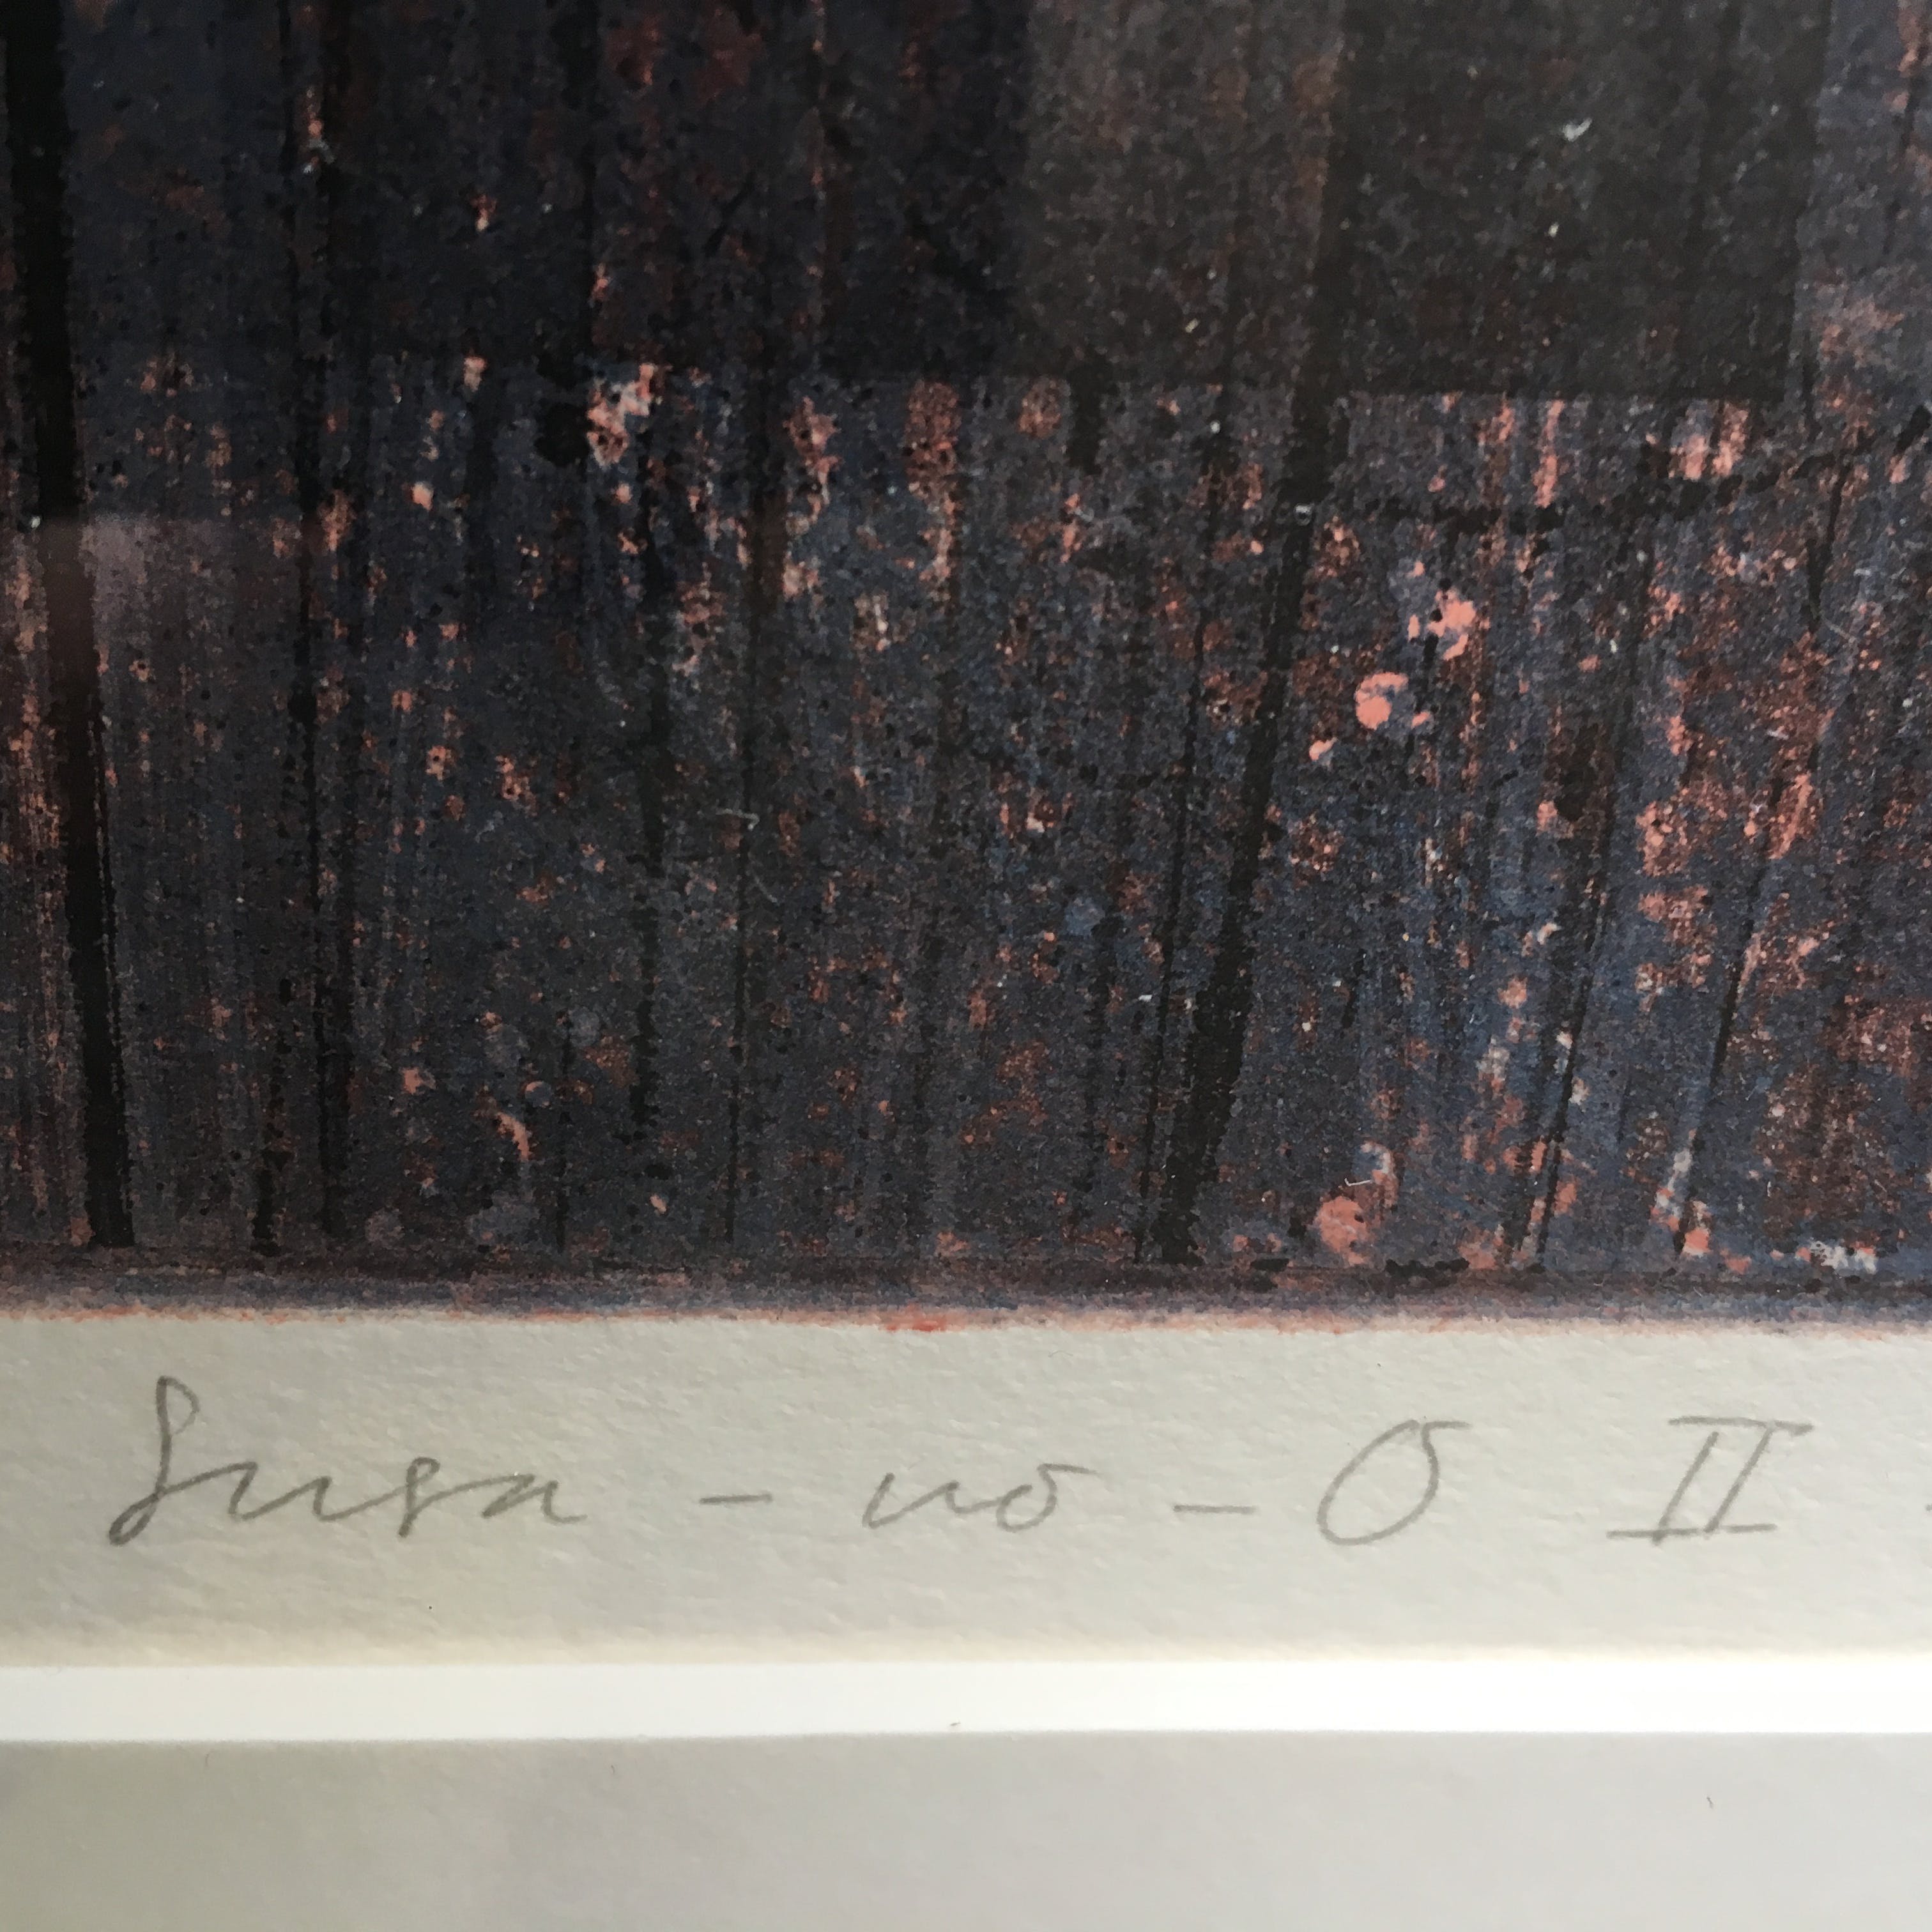 Susa - no - O II -